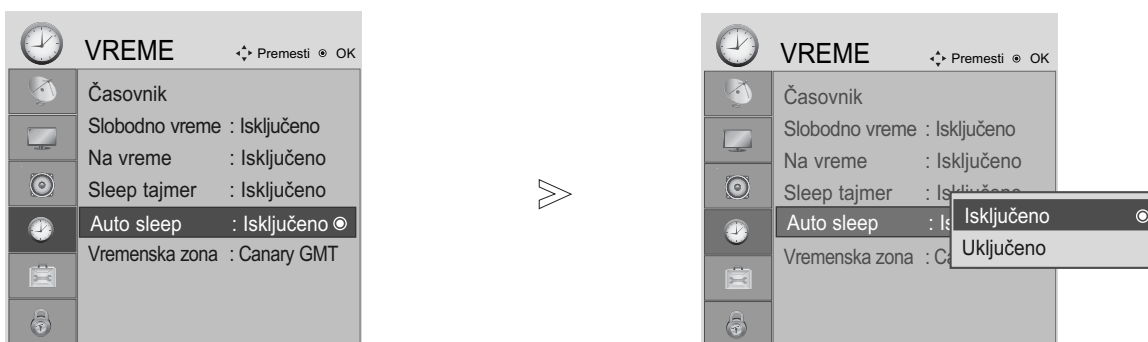 VREME Premesti OK
Časovnik
Slobodno vreme : Isključeno
Na vreme : Isključeno
Sleep tajmer : Isključeno
Auto sleep : Isključeno
Vremenska zona : Canary GMT
VREME Premesti OK
Časovnik
Slobodno vreme : Isključeno
Na vreme : Isključeno
Sleep tajmer : Isključeno
Auto sleep :
Vremenska zona :
Isključeno
Uključeno